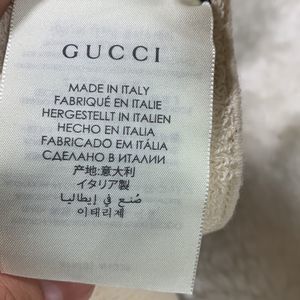 GUCCI
MADE IN ITALY
FABRIQUÉ EN ITALIE
HERGESTELLT IN ITALIEN
HECHO EN ITALIA
FABRICADO EM ITÁLIA
СДЕЛАНО В ИТАЛИИ
产地:意大利
イタリア製
صُنع في إيطاليا
이태리제